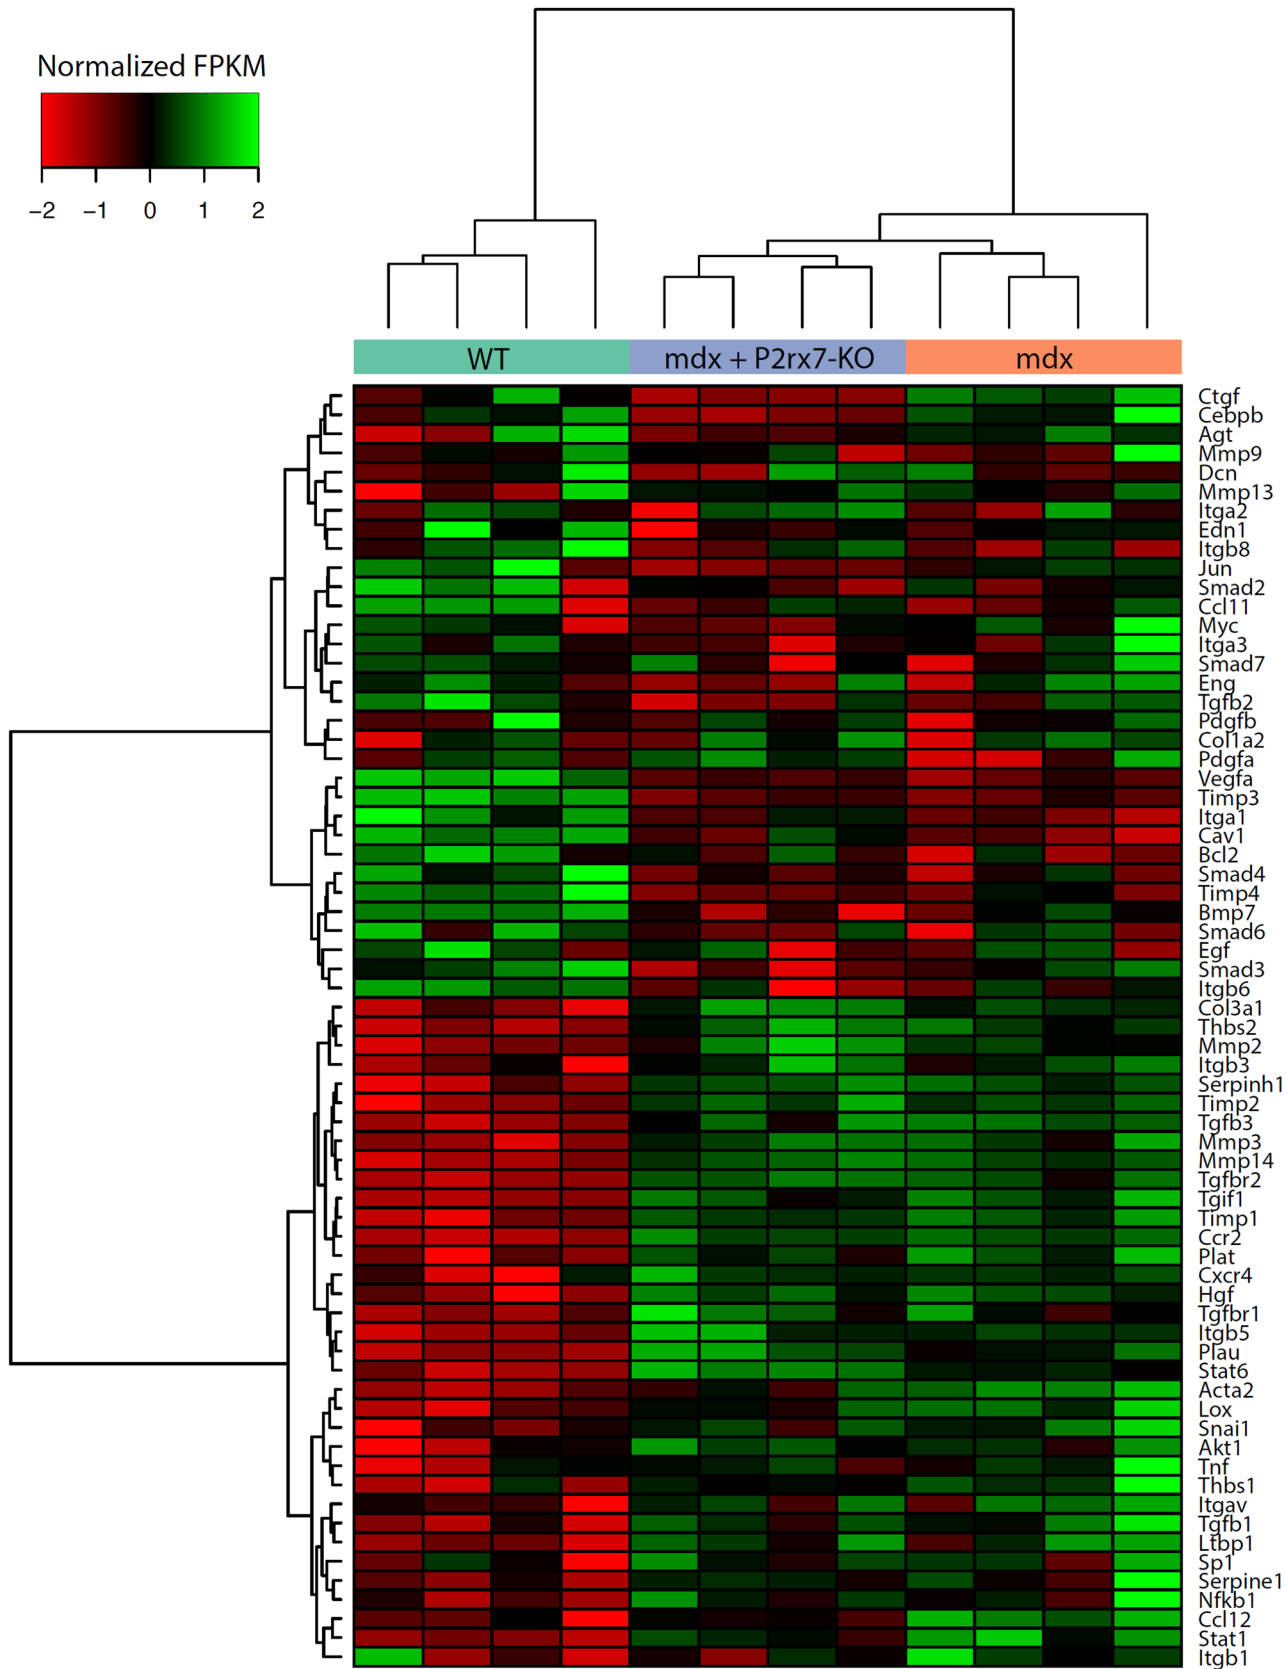 Normalized FPKM
−2 −1 0 1 2
WT mdx + P2rx7-KO mdx
Ctgf
Cebpb
Agt
Mmp9
Dcn
Mmp13
Itga2
Edn1
Itgb8
Jun
Smad2
Ccl11
Myc
Itga3
Smad7
Eng
Tgfb2
Pdgfb
Col1a2
Pdgfa
Vegfa
Timp3
Itga1
Cav1
Bcl2
Smad4
Timp4
Bmp7
Smad6
Egf
Smad3
Itgb6
Col3a1
Thbs2
Mmp2
Itgb3
Serpinh1
Timp2
Tgfb3
Mmp3
Mmp14
Tgfbr2
Tgif1
Timp1
Ccr2
Plat
Cxcr4
Hgf
Tgfbr1
Itgb5
Plau
Stat6
Acta2
Lox
Snai1
Akt1
Tnf
Thbs1
Itgav
Tgfb1
Ltbp1
Sp1
Serpine1
Nfkb1
Ccl12
Stat1
Itgb1